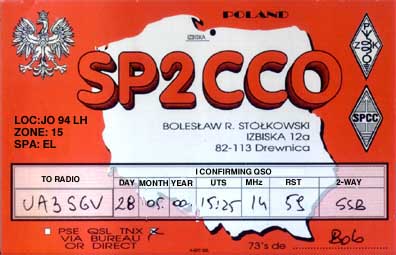 POLAND
IZBISKA
SP2CCO
PZK
SPCC
LOC:JO 94 LH
ZONE: 15
SPA: EL
BOLESŁAW R. STÓŁKOWSKI
IZBISKA 12a
82-113 Drewnica
I CONFIRMING QSO
TO RADIO DAY MONTH YEAR UTS MHz RST 2-WAY
UA3SGV 28 05 00 15:25 14 59 SSB
PSE QSL TNX
VIA BUREAU
OR DIRECT
73's de Bob